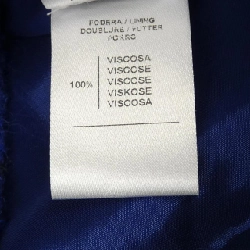 FODERA / LINING
DOUBLURE / FUTTER
FORRO
VISCOSA
VISCOSE
100% VISCOSE
VISKOSE
VISCOSA